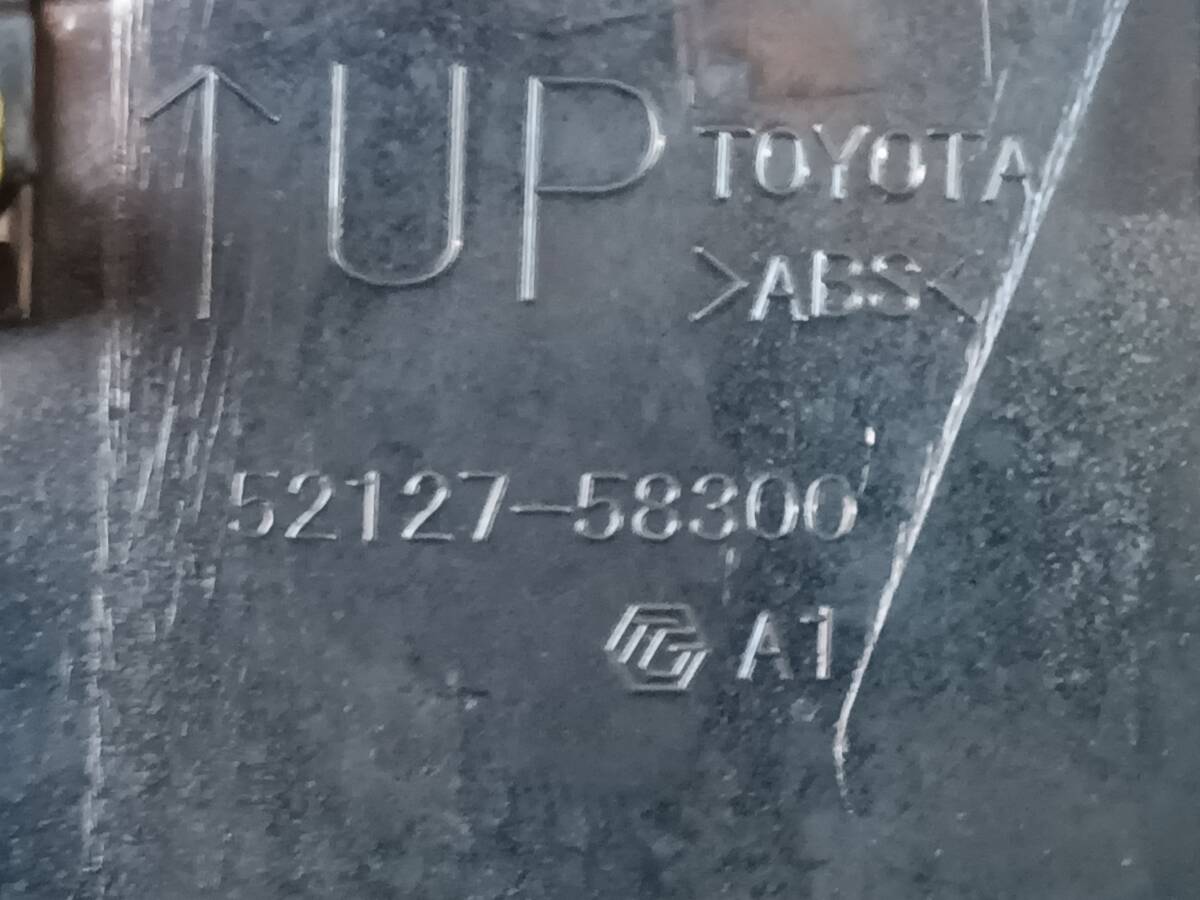 ↑UP TOYOTA
>ABS<
52127-58300
A1